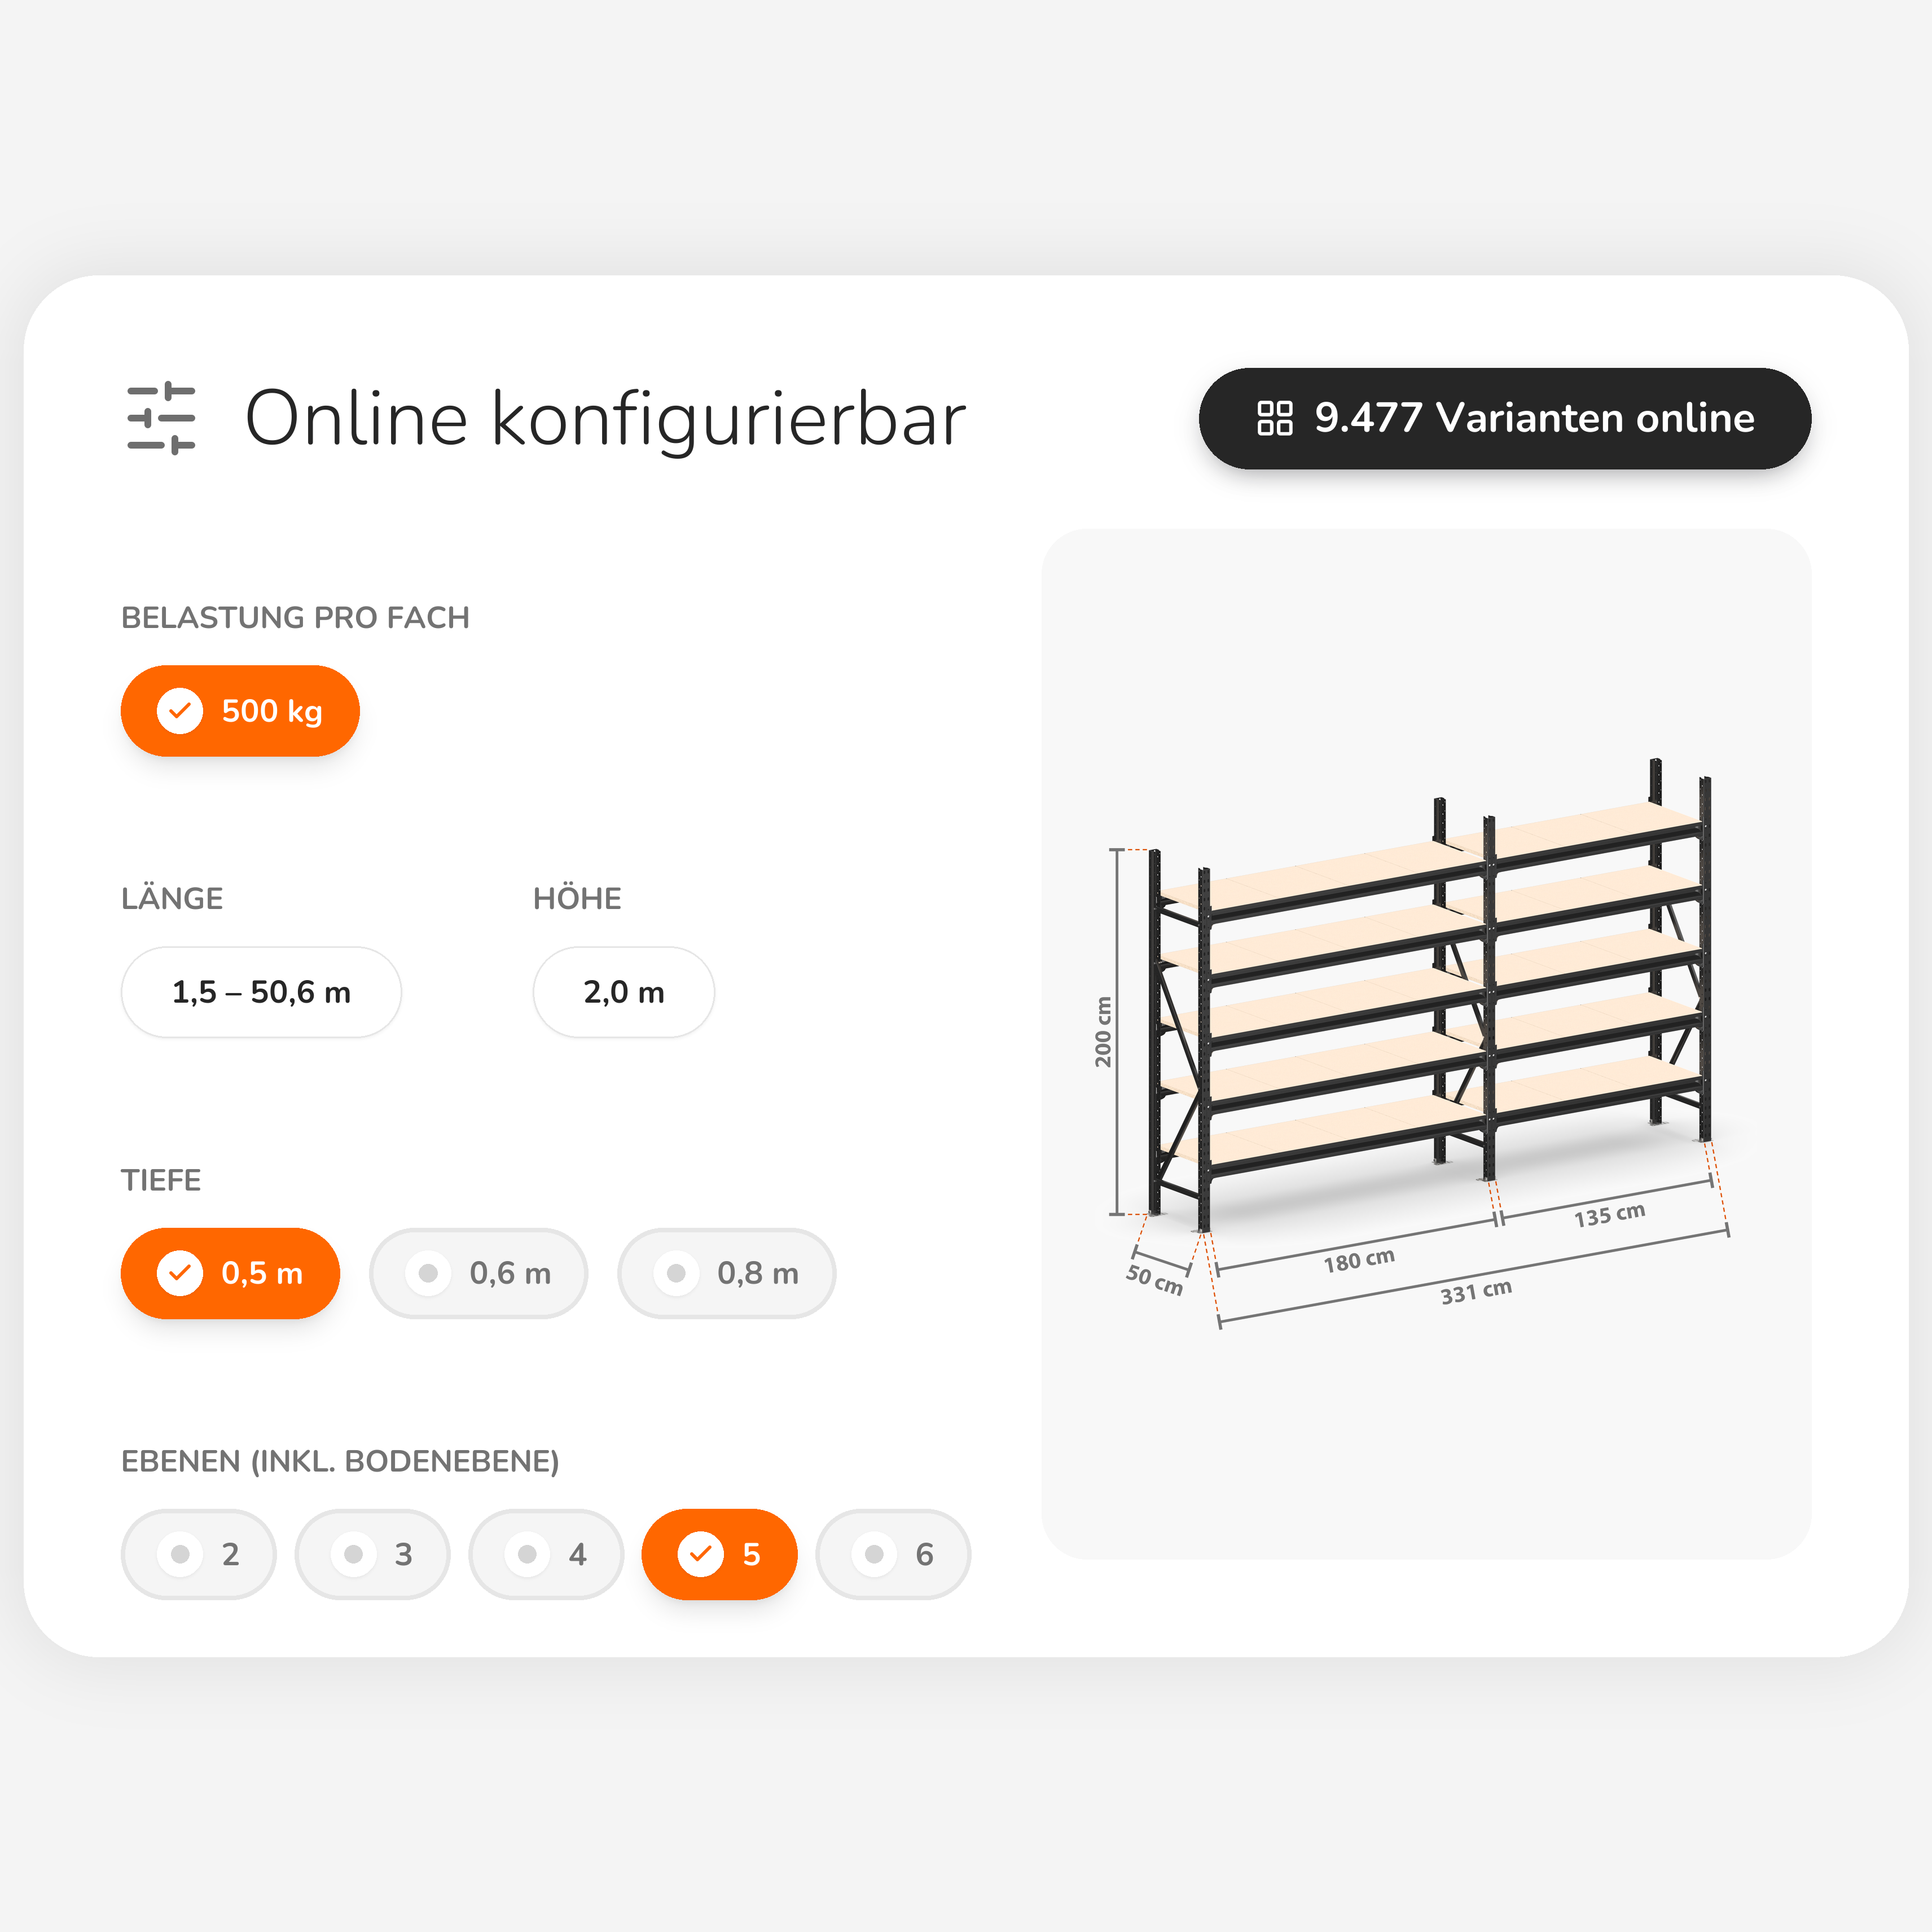 Online konfigurierbar
9.477 Varianten online
BELASTUNG PRO FACH
500 kg
LÄNGE
HÖHE
1,5 – 50,6 m
2,0 m
TIEFE
0,5 m
0,6 m
0,8 m
EBENEN (INKL. BODENEBENE)
2
3
4
5
6
200 cm
50 cm
180 cm
135 cm
331 cm